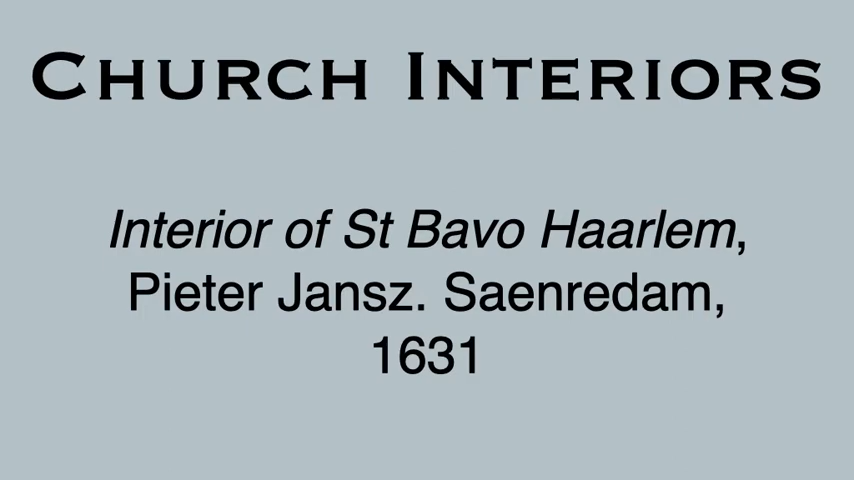 Church Interiors
Interior of St Bavo Haarlem,
Pieter Jansz. Saenredam,
1631